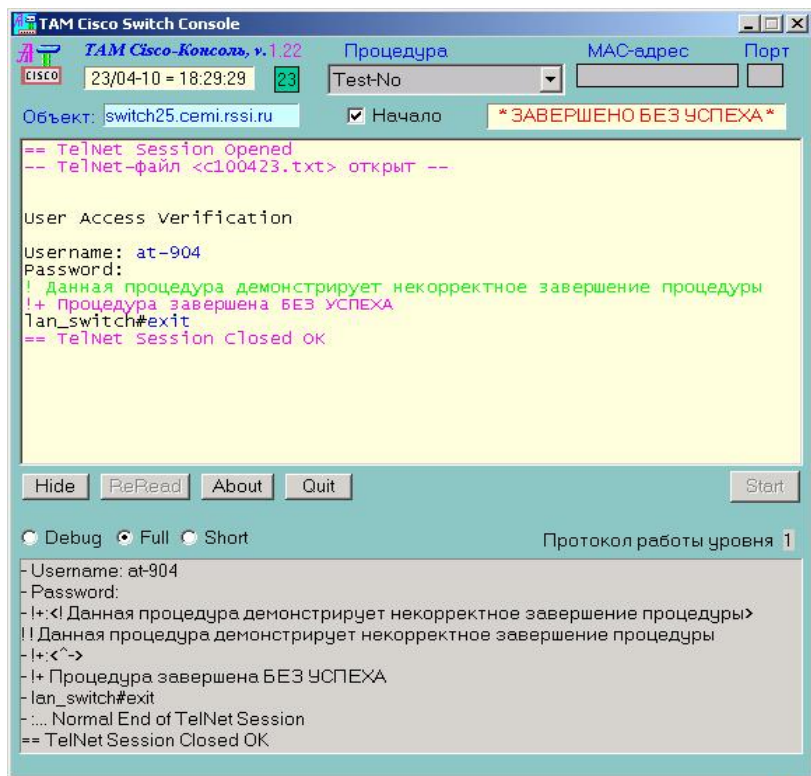 TAM Cisco Switch Console
TAM Cisco-Консоль, v.1.22
Процедура
MAC-адрес
Порт
CISCO
23/04-10 = 18:29:29
23
Test-No
Объект:
switch25.cemi.rssi.ru
Начало
*ЗАВЕРШЕНО БЕЗ УСПЕХА*
== TelNet Session Opened
-- TelNet-файл <c100423.txt> открыт --
User Access Verification
Username: at-904
Password:
! Данная процедура демонстрирует некорректное завершение процедуры
!+ Процедура завершена БЕЗ УСПЕХА
lan_switch#exit
== TelNet Session Closed OK
Hide
ReRead
About
Quit
Start
Debug
Full
Short
Протокол работы уровня 1
- Username: at-904
- Password:
- !+:<! Данная процедура демонстрирует некорректное завершение процедуры>
!! Данная процедура демонстрирует некорректное завершение процедуры
- !+:<^->
- !+ Процедура завершена БЕЗ УСПЕХА
- lan_switch#exit
- :... Normal End of TelNet Session
== TelNet Session Closed OK